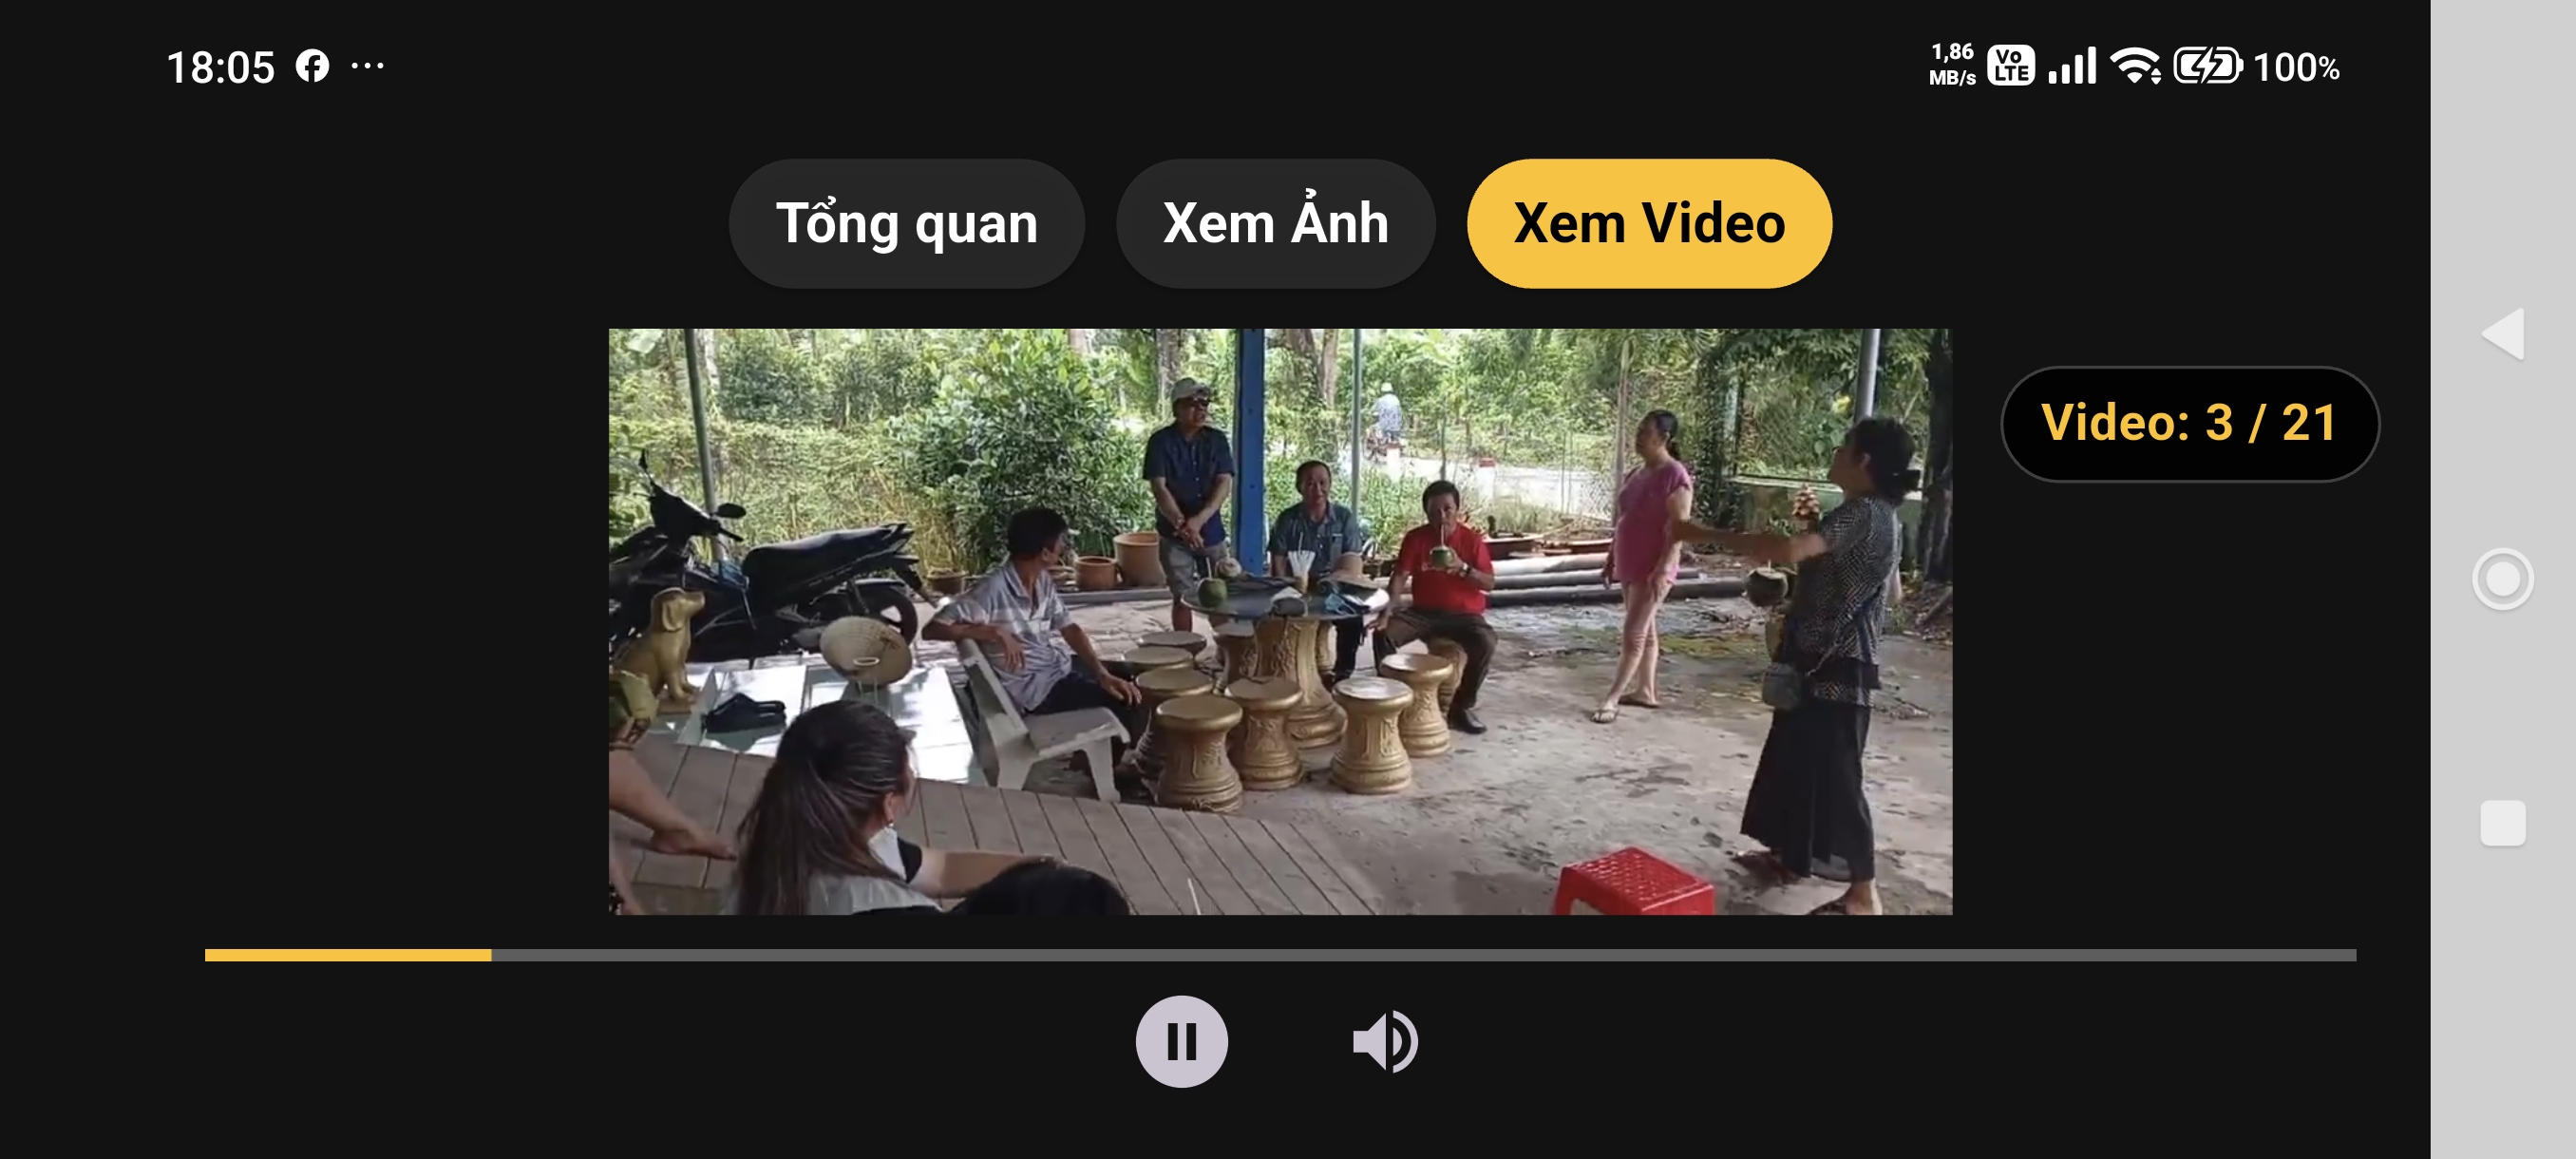 18:05 ...
1,86 MB/s Vo LTE 100%
Tổng quan Xem Ảnh Xem Video
Video: 3 / 21